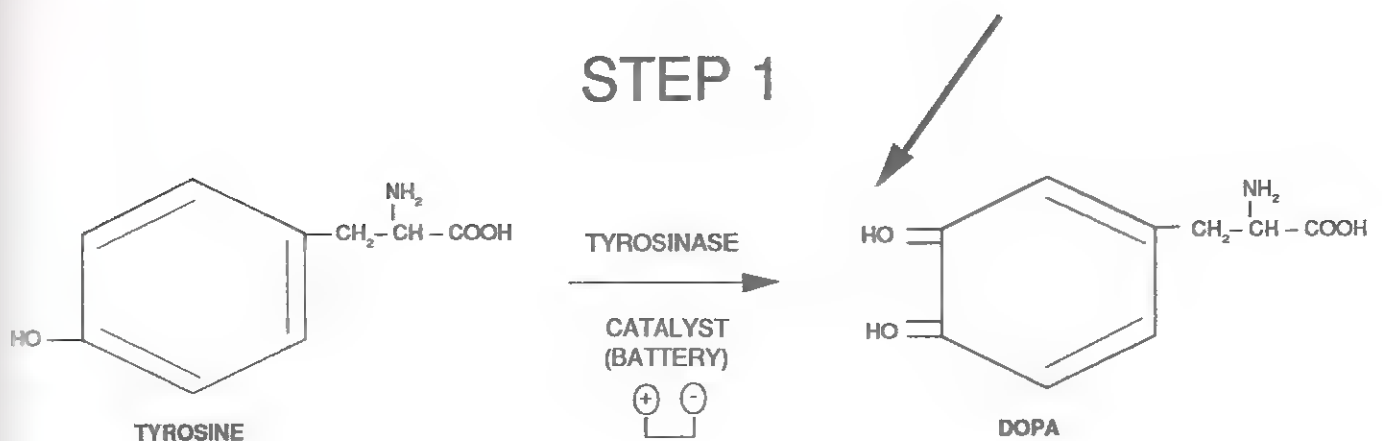 STEP 1
NH₂
CH₂-CH-COOH
HO
TYROSINE
TYROSINASE
CATALYST
(BATTERY)
+ -
NH₂
HO CH₂-CH-COOH
HO
DOPA